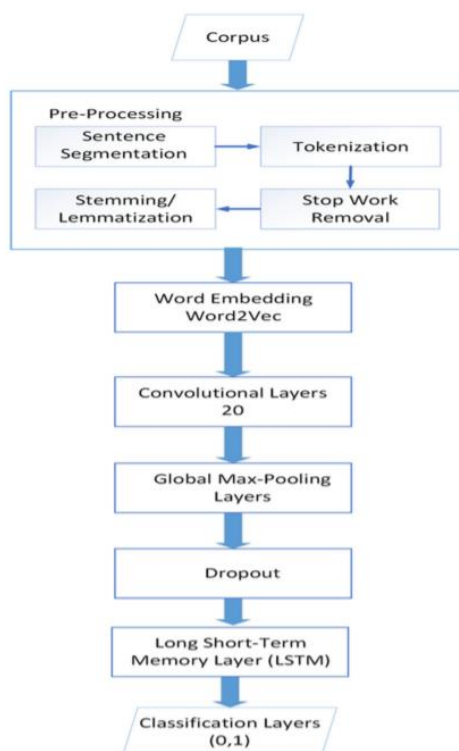 Corpus
Pre-Processing
Sentence
Segmentation
Tokenization
Stop Work
Removal
Stemming/
Lemmatization
Word Embedding
Word2Vec
Convolutional Layers
20
Global Max-Pooling
Layers
Dropout
Long Short-Term
Memory Layer (LSTM)
Classification Layers
(0,1)